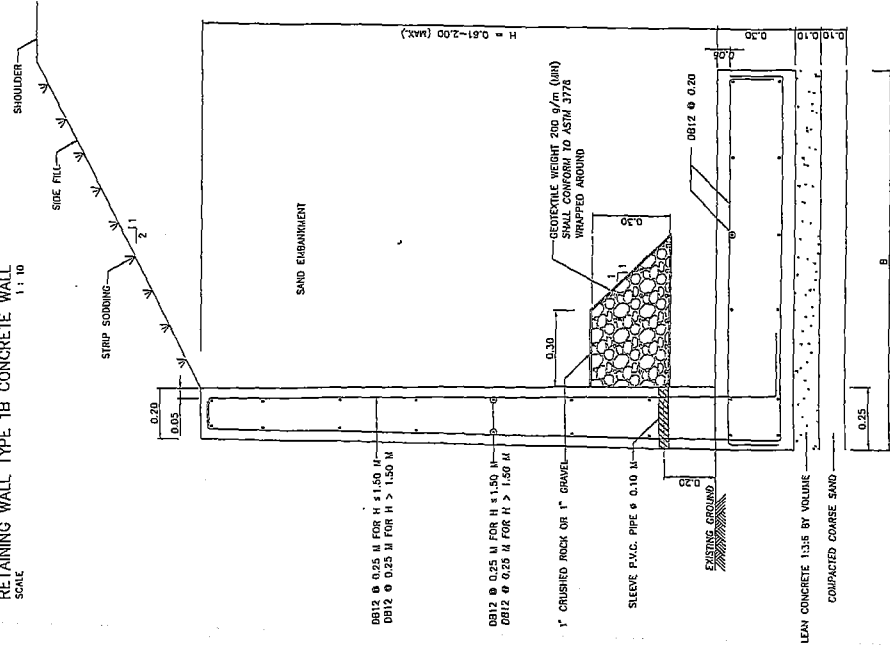 RETAINING WALL TYPE 1B CONCRETE WALL
SCALE 1 : 10
SHOULDER
SIDE FILL
STRIP SODDING
1
2
H = 0.61-2.00 (MAX.)
SAND EMBANKMENT
0.20
0.05
DB12 @ 0.25 M FOR H ≤ 1.50 M
DB12 @ 0.25 M FOR H > 1.50 M
DB12 @ 0.25 M FOR H ≤ 1.50 M
DB12 @ 0.25 M FOR H > 1.50 M
1" CRUSHED ROCK OR 1" GRAVEL
SLEEVE P.V.C. PIPE ø 0.10 M
0.20
EXISTING GROUND
GEOTEXTILE WEIGHT 200 g/m (MIN)
SHALL CONFORM TO ASTM 3776
WRAPPED AROUND
0.30
0.30
1
1
DB12 @ 0.20
0.05
0.30
0.10
0.10
LEAN CONCRETE 1:3:6 BY VOLUME
COMPACTED COARSE SAND
0.25
B